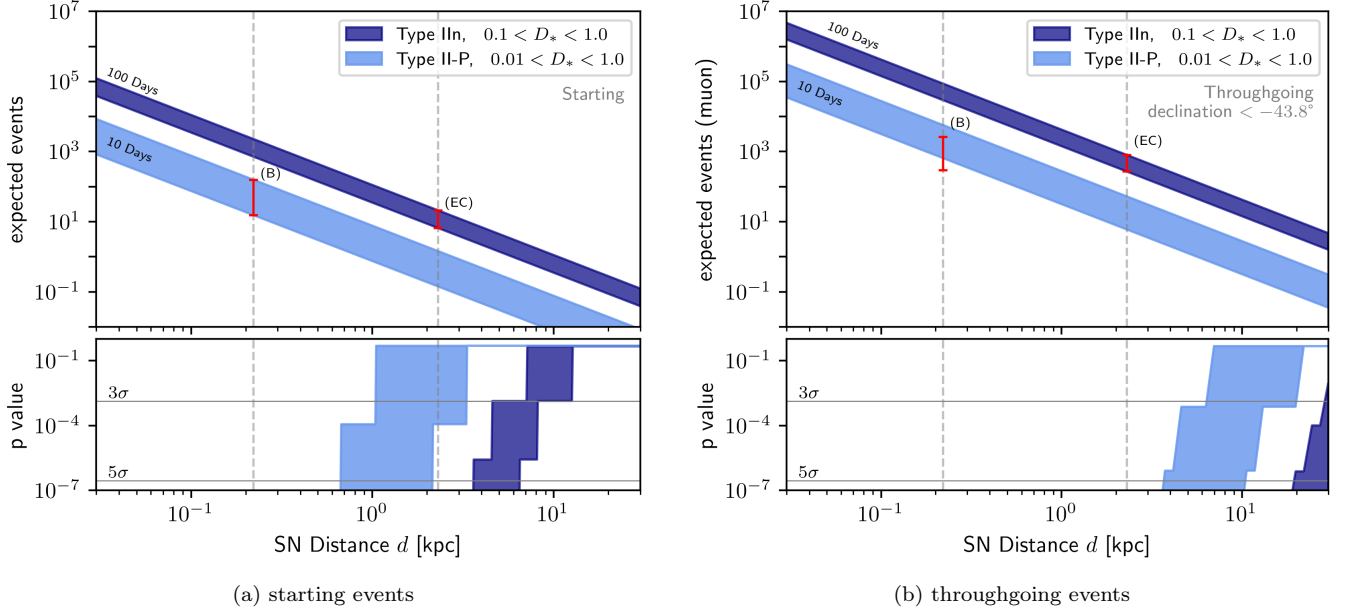 expected events
10^7
10^5
10^3
10^1
10^{-1}
100 Days
10 Days
Type IIn, 0.1 < D_* < 1.0
Type II-P, 0.01 < D_* < 1.0
Starting
(B)
(EC)
p value
10^{-1}
10^{-4}
10^{-7}
3σ
5σ
10^{-1}
10^0
10^1
SN Distance d [kpc]
(a) starting events
expected events (muon)
10^7
10^5
10^3
10^1
10^{-1}
100 Days
10 Days
Type IIn, 0.1 < D_* < 1.0
Type II-P, 0.01 < D_* < 1.0
Throughgoing
declination < −43.8°
(B)
(EC)
p value
10^{-1}
10^{-4}
10^{-7}
3σ
5σ
10^{-1}
10^0
10^1
SN Distance d [kpc]
(b) throughgoing events